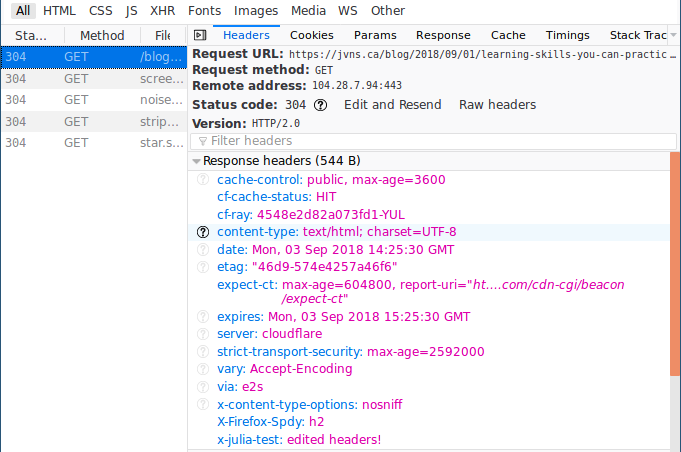 All HTML CSS JS XHR Fonts Images Media WS Other
Sta... Method File
Headers Cookies Params Response Cache Timings Stack Trac
304 GET /blog...
304 GET scree...
304 GET noise...
304 GET strip...
304 GET star.s...
Request URL: https://jvns.ca/blog/2018/09/01/learning-skills-you-can-practic...
Request method: GET
Remote address: 104.28.7.94:443
Status code: 304 ? Edit and Resend Raw headers
Version: HTTP/2.0
Filter headers
Response headers (544 B)
? cache-control: public, max-age=3600
cf-cache-status: HIT
cf-ray: 4548e2d82a073fd1-YUL
? content-type: text/html; charset=UTF-8
? date: Mon, 03 Sep 2018 14:25:30 GMT
? etag: "46d9-574e4257a46f6"
expect-ct: max-age=604800, report-uri="ht....com/cdn-cgi/beacon
/expect-ct"
? expires: Mon, 03 Sep 2018 15:25:30 GMT
? server: cloudflare
? strict-transport-security: max-age=2592000
? vary: Accept-Encoding
? via: e2s
? x-content-type-options: nosniff
X-Firefox-Spdy: h2
x-julia-test: edited headers!